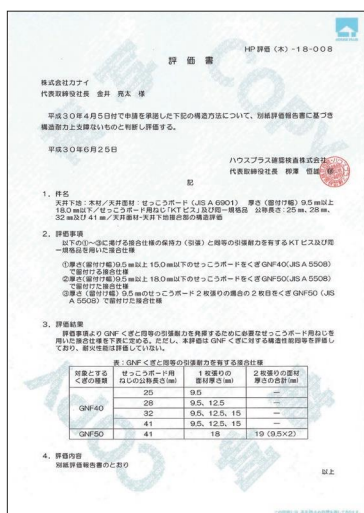 HP評価(木)-18-008
評 価 書
株式会社カナイ
代表取締役社長 金井 亮太 様
平成30年4月5日付で申請を承諾した下記の構造方法について、別紙評価報告書に基づき
構造耐力上支障ないものと判断し評価する。
平成30年6月25日
ハウスプラス確認検査株式会社
代表取締役社長
記
1.件名
天井下地:木材/天井面材:せっこうボード(JIS A 6901) 厚さ(留付け幅)9.5 mm以上
18.0 mm以下/せっこうボード用ねじ「KTビス」及び同一規格品 公称長さ:25 mm、28 mm、
32 mm及び41 mm/天井面材-天井下地接合部の構造評価
2.評価事項
以下の①~③に掲げる接合仕様の保持力(引張)と同等の引張耐力を有するKTビス及び同
一規格品を用いた接合仕様
①厚さ(留付け幅)9.5 mm以上 15.0 mm以下のせっこうボードをくぎGNF40(JIS A 5508)
で留付ける接合仕様
②厚さ(留付け幅)9.5 mm以上 18.0 mm以下のせっこうボードをくぎGNF50(JIS A 5508)
で留付けた接合仕様
③厚さ(留付け幅)9.5 mmのせっこうボード2枚張りの場合の2枚目をくぎGNF50(JIS
A 5508)で留付けた接合仕様
3.評価結果
評価事項よりGNFくぎと同等の引張耐力を発揮するために必要なせっこうボード用ねじを
用いた接合仕様を下表に定める。ただし、本評価はGNFくぎに対する構造性能同等を評価し
ており、耐火性能は評価していない。
表:GNFくぎと同等の引張耐力を有する接合仕様
対象とする
くぎの種類 せっこうボード用
ねじの公称長さ(mm) 1枚張りの
面材厚さ(mm) 2枚張りの面材
厚さの合計(mm)
GNF40 25 9.5 ―
28 9.5、12.5 ―
32 9.5、12.5、15 ―
41 9.5、12.5、15 ―
GNF50 41 18 19(9.5×2)
4.評価内容
別紙評価報告書のとおり
以上